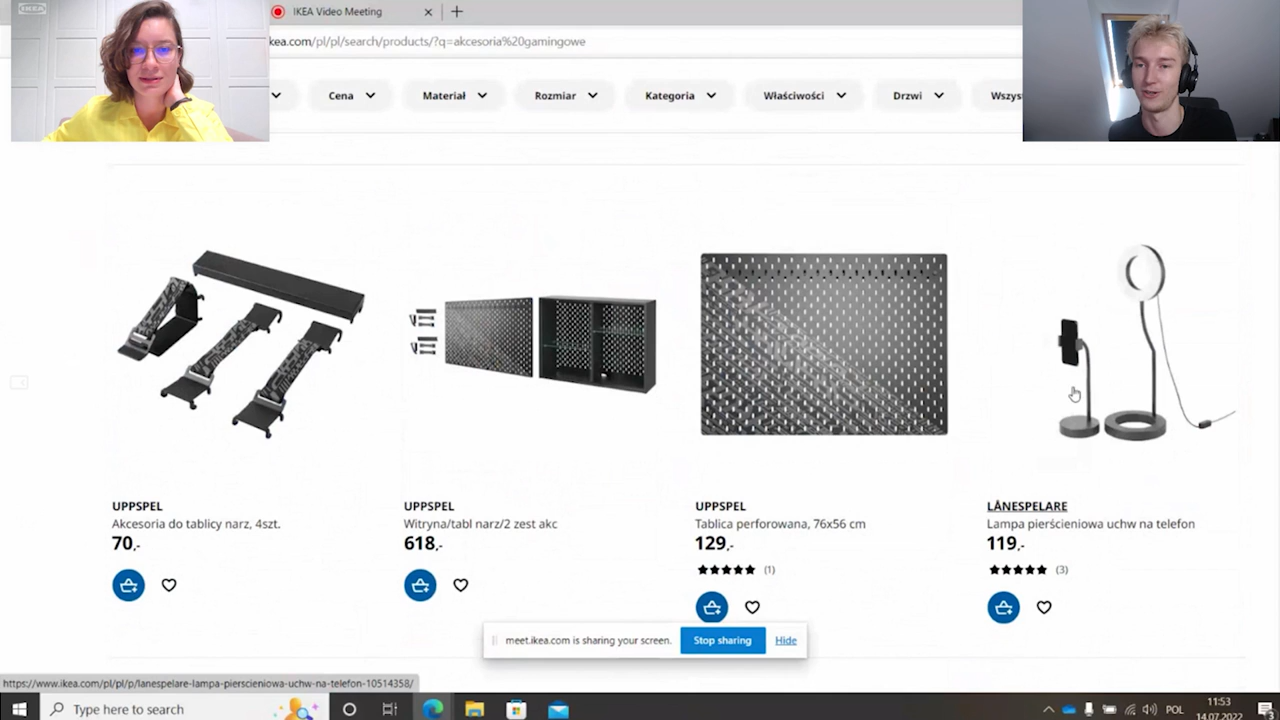 IKEA
IKEA Video Meeting
kea.com/pl/pl/search/products/?q=akcesoria%20gamingowe
Cena
Materiał
Rozmiar
Kategoria
Właściwości
Drzwi
Wszyst
UPPSPEL
Akcesoria do tablicy narz, 4szt.
70,-
UPPSPEL
Witryna/tabl narz/2 zest akc
618,-
UPPSPEL
Tablica perforowana, 76x56 cm
129,-
(1)
LÅNESPELARE
Lampa pierścieniowa uchw na telefon
119,-
(3)
meet.ikea.com is sharing your screen.
Stop sharing
Hide
https://www.ikea.com/pl/pl/p/lanespelare-lampa-pierscieniowa-uchw-na-telefon-10514358/
Type here to search
POL
11:53
14.07.2022